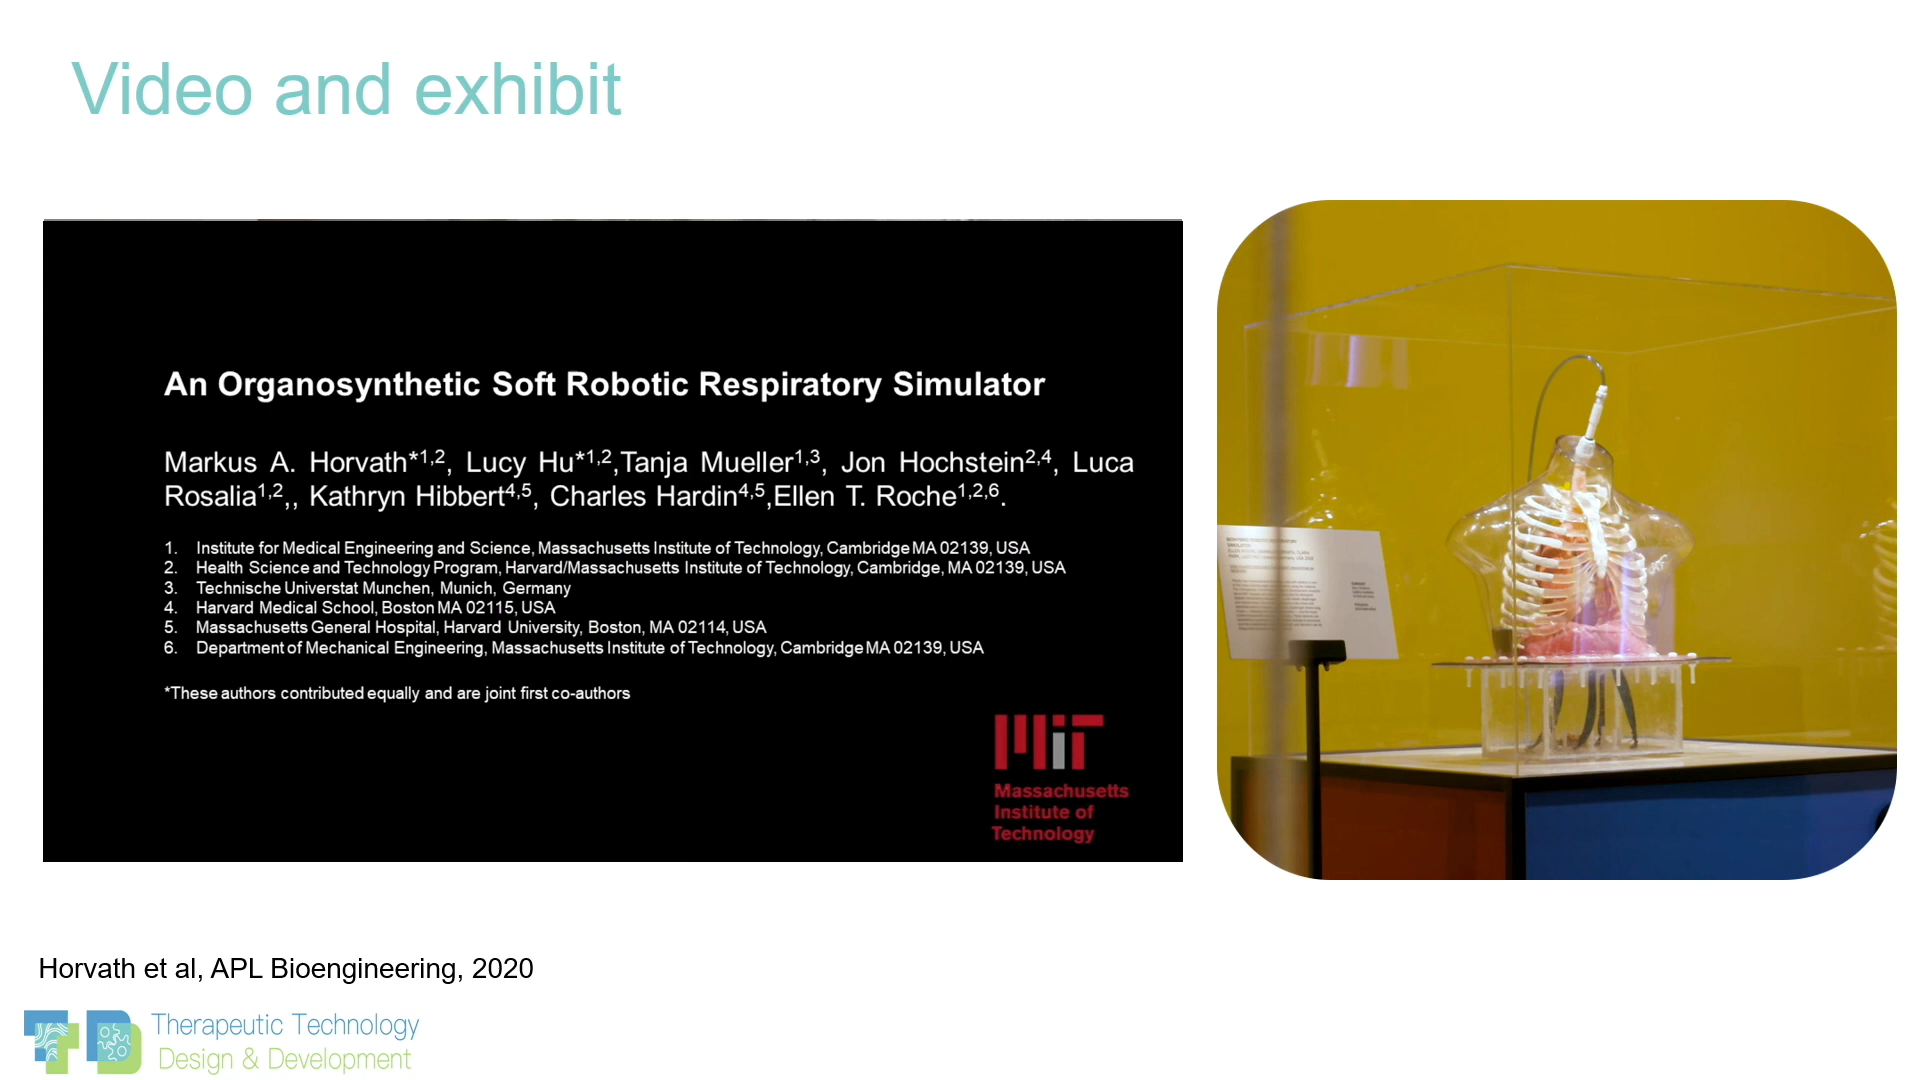 Video and exhibit
An Organosynthetic Soft Robotic Respiratory Simulator
Markus A. Horvath*1,2, Lucy Hu*1,2,Tanja Mueller1,3, Jon Hochstein2,4, Luca
Rosalia1,2,, Kathryn Hibbert4,5, Charles Hardin4,5,Ellen T. Roche1,2,6.
1. Institute for Medical Engineering and Science, Massachusetts Institute of Technology, Cambridge MA 02139, USA
2. Health Science and Technology Program, Harvard/Massachusetts Institute of Technology, Cambridge, MA 02139, USA
3. Technische Universtat Munchen, Munich, Germany
4. Harvard Medical School, Boston MA 02115, USA
5. Massachusetts General Hospital, Harvard University, Boston, MA 02114, USA
6. Department of Mechanical Engineering, Massachusetts Institute of Technology, Cambridge MA 02139, USA
*These authors contributed equally and are joint first co-authors
MIT
Massachusetts
Institute of
Technology
Horvath et al, APL Bioengineering, 2020
TTDD
Therapeutic Technology
Design & Development